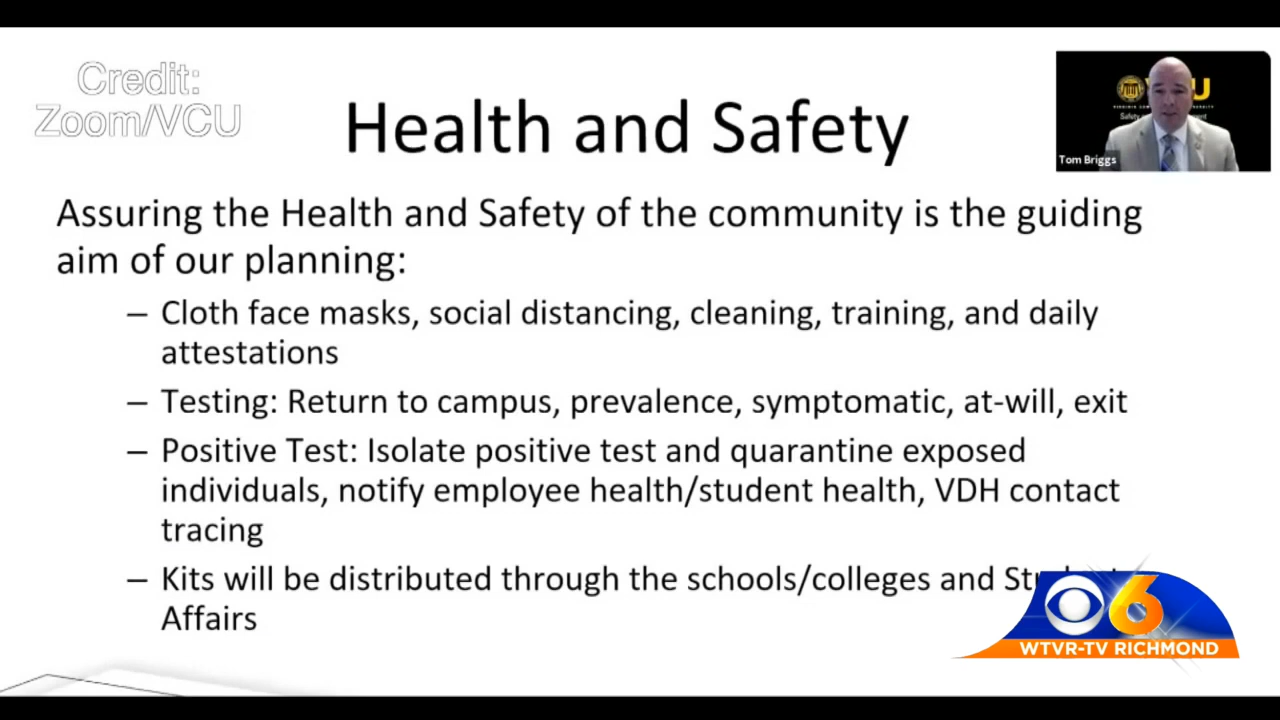 Credit:
Zoom/VCU
Health and Safety
Tom Briggs
Assuring the Health and Safety of the community is the guiding
aim of our planning:
– Cloth face masks, social distancing, cleaning, training, and daily
attestations
– Testing: Return to campus, prevalence, symptomatic, at-will, exit
– Positive Test: Isolate positive test and quarantine exposed
individuals, notify employee health/student health, VDH contact
tracing
– Kits will be distributed through the schools/colleges and Student
Affairs
6
WTVR-TV RICHMOND